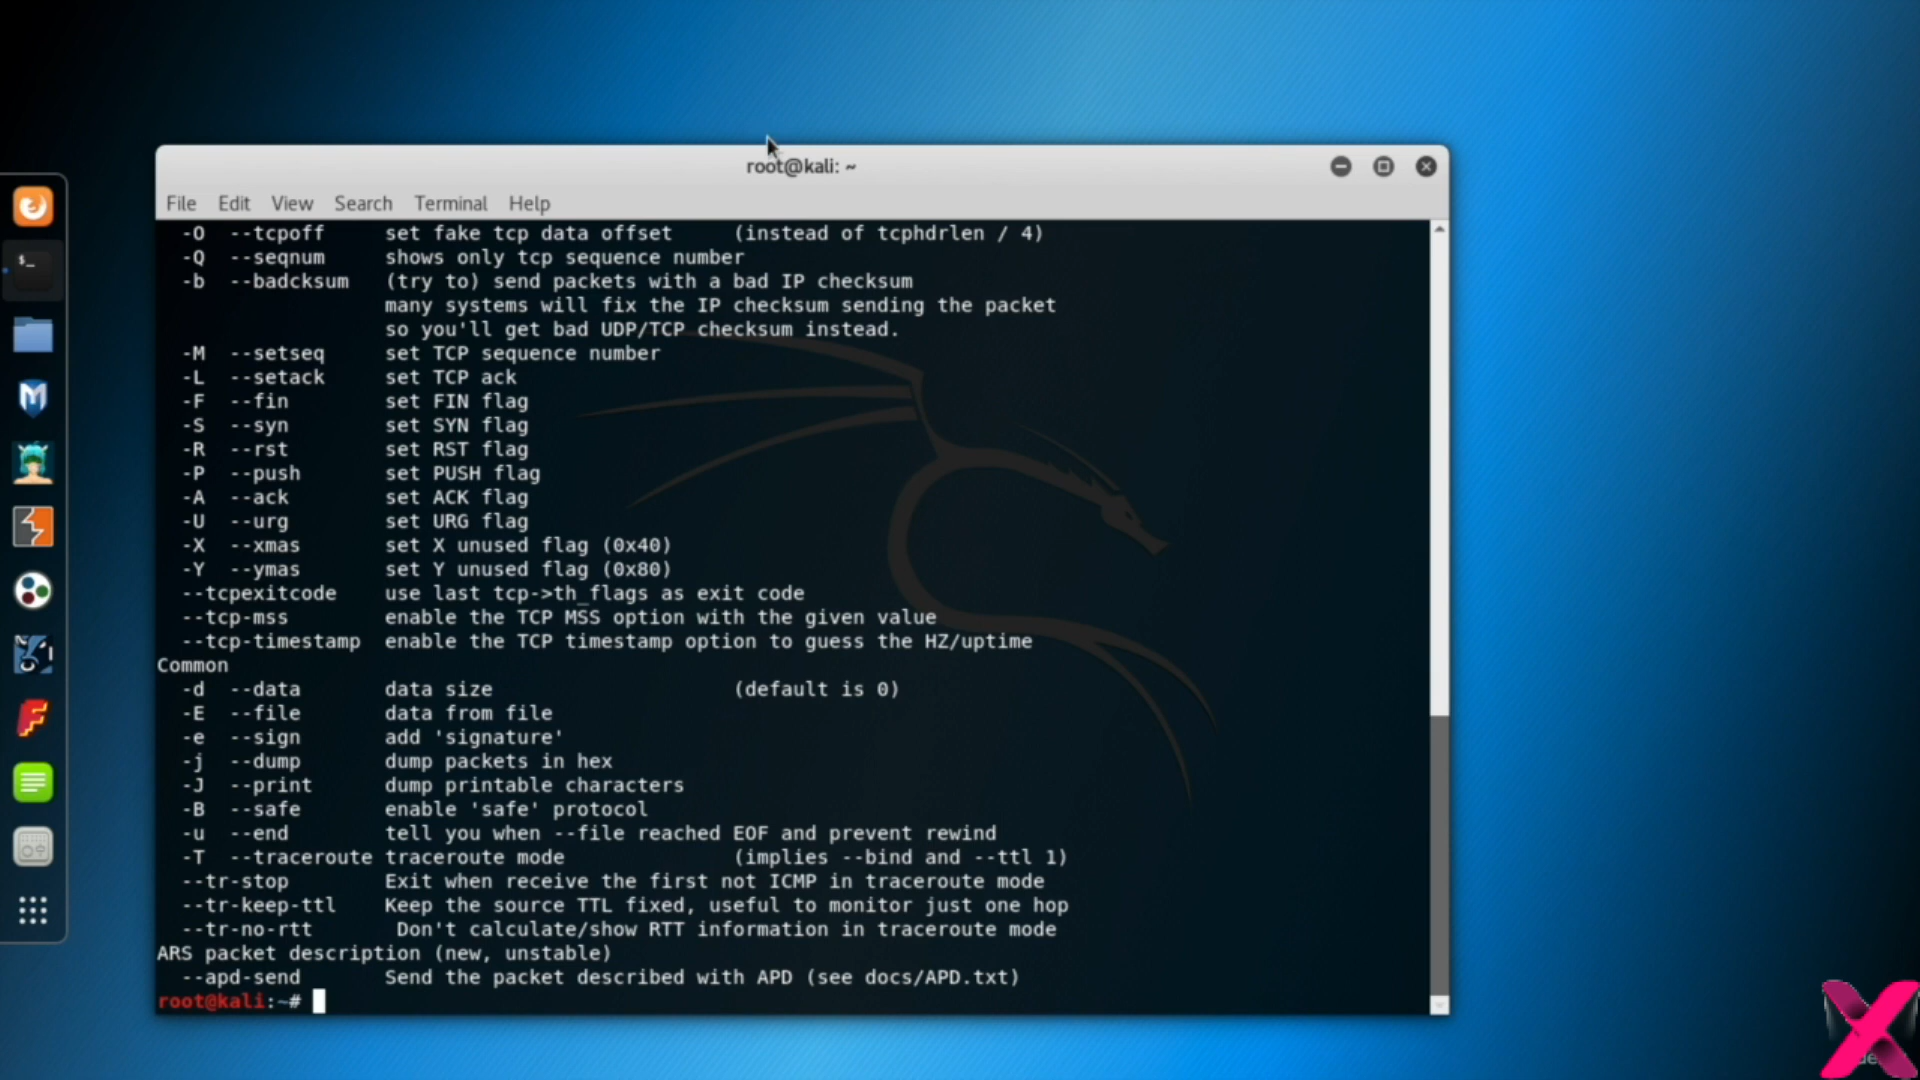 root@kali: ~
File Edit View Search Terminal Help
-O --tcpoff set fake tcp data offset (instead of tcphdrlen / 4)
-Q --seqnum shows only tcp sequence number
-b --badcksum (try to) send packets with a bad IP checksum
many systems will fix the IP checksum sending the packet
so you'll get bad UDP/TCP checksum instead.
-M --setseq set TCP sequence number
-L --setack set TCP ack
-F --fin set FIN flag
-S --syn set SYN flag
-R --rst set RST flag
-P --push set PUSH flag
-A --ack set ACK flag
-U --urg set URG flag
-X --xmas set X unused flag (0x40)
-Y --ymas set Y unused flag (0x80)
--tcpexitcode use last tcp->th_flags as exit code
--tcp-mss enable the TCP MSS option with the given value
--tcp-timestamp enable the TCP timestamp option to guess the HZ/uptime
Common
-d --data data size (default is 0)
-E --file data from file
-e --sign add 'signature'
-j --dump dump packets in hex
-J --print dump printable characters
-B --safe enable 'safe' protocol
-u --end tell you when --file reached EOF and prevent rewind
-T --traceroute traceroute mode (implies --bind and --ttl 1)
--tr-stop Exit when receive the first not ICMP in traceroute mode
--tr-keep-ttl Keep the source TTL fixed, useful to monitor just one hop
--tr-no-rtt Don't calculate/show RTT information in traceroute mode
ARS packet description (new, unstable)
--apd-send Send the packet described with APD (see docs/APD.txt)
root@kali:~#